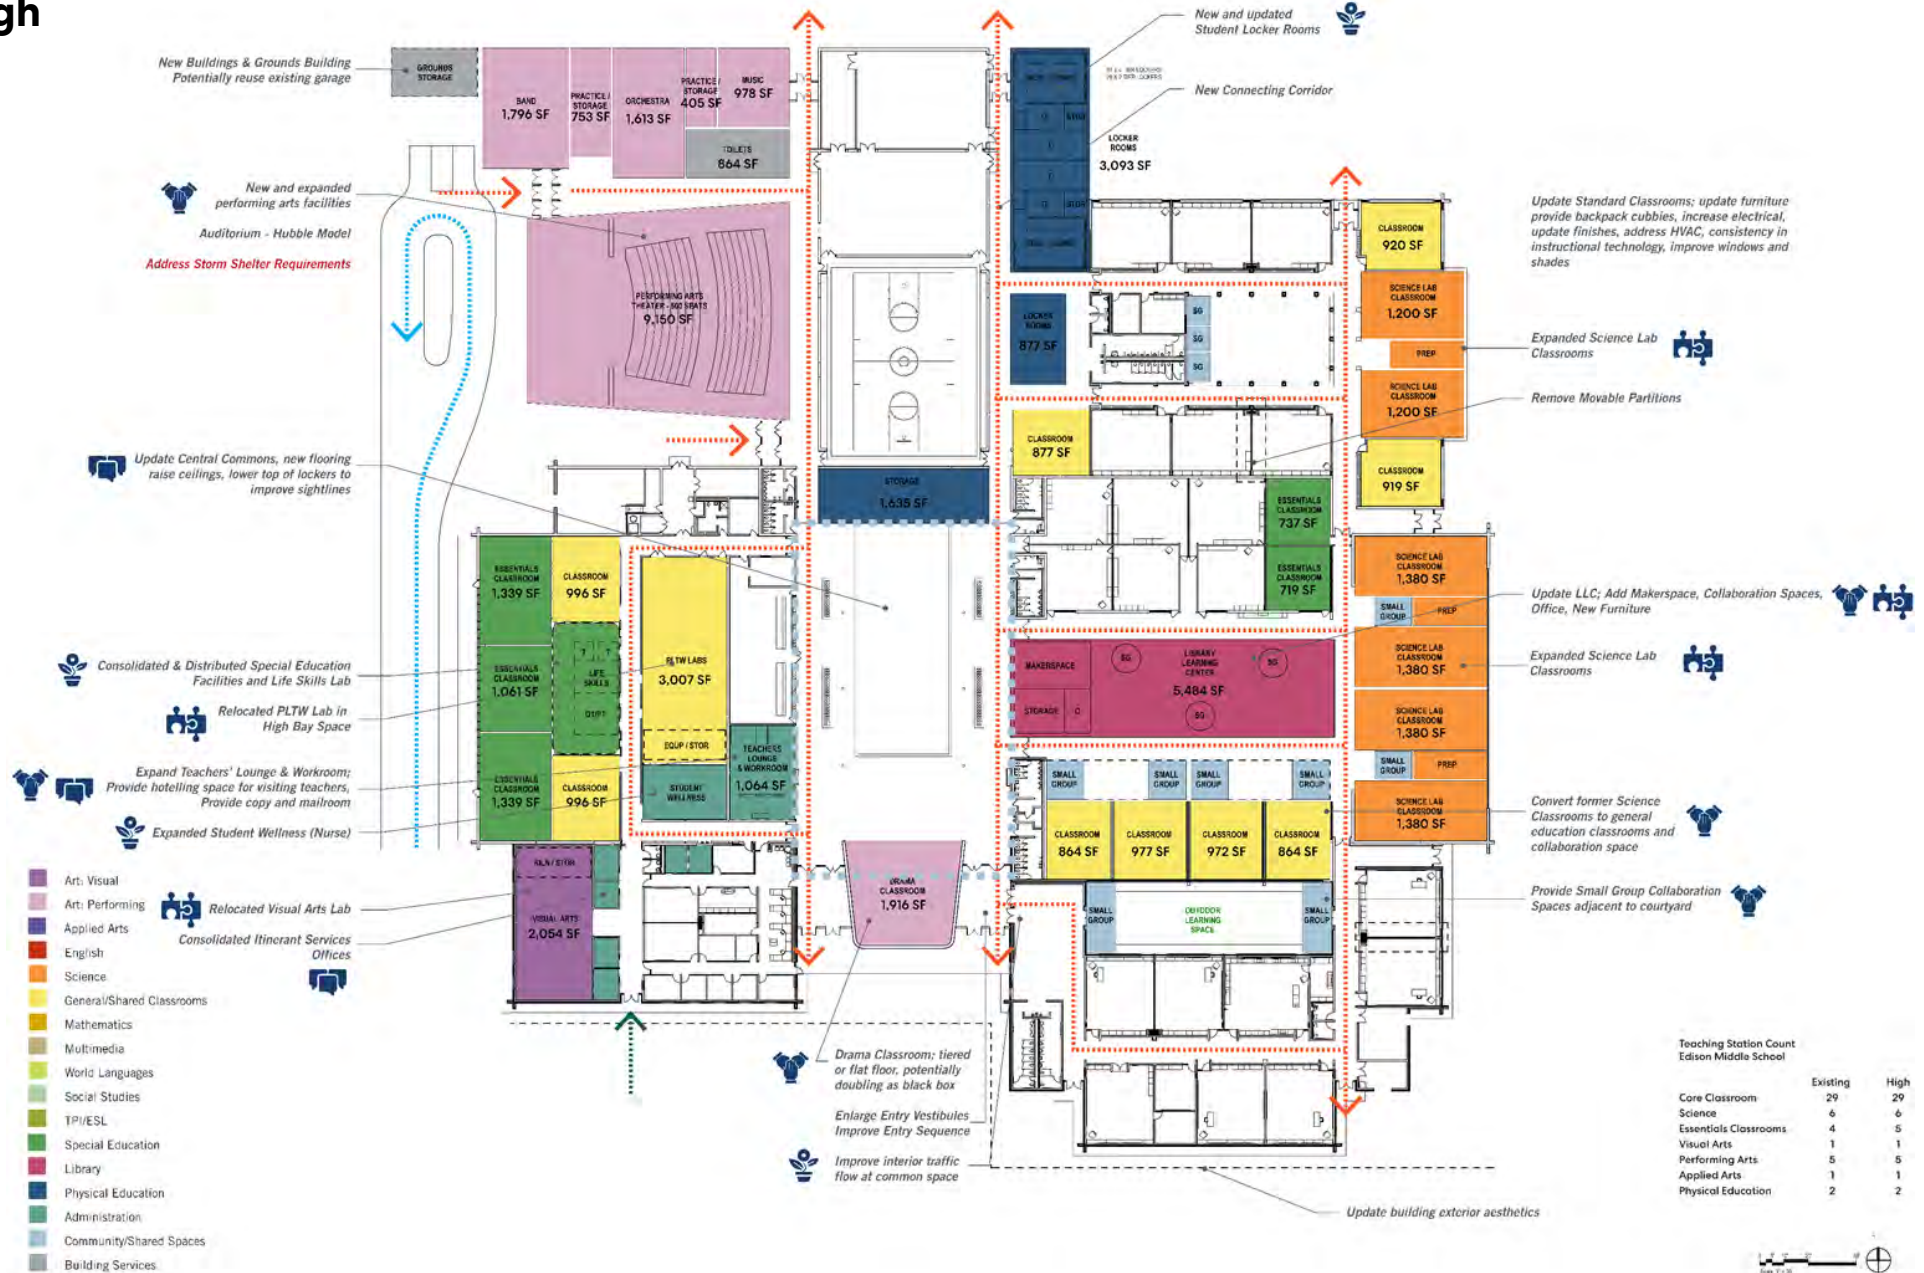 gh
New Buildings & Grounds Building
Potentially reuse existing garage
GROUNDS
STORAGE
BAND
1,796 SF
PRACTICE /
STORAGE
753 SF
ORCHESTRA
1,613 SF
PRACTICE /
STORAGE
405 SF
MUSIC
978 SF
TOILETS
864 SF
New and updated
Student Locker Rooms
New Connecting Corridor
LOCKER
ROOMS
3,093 SF
STOR
STOR
New and expanded
performing arts facilities
Auditorium - Hubble Model
Address Storm Shelter Requirements
PERFORMING ARTS
THEATER - 500 SEATS
9,150 SF
LOCKER
ROOMS
877 SF
SG
SG
SG
CLASSROOM
920 SF
SCIENCE LAB
CLASSROOM
1,200 SF
PREP
SCIENCE LAB
CLASSROOM
1,200 SF
CLASSROOM
919 SF
Update Standard Classrooms; update furniture
provide backpack cubbies, increase electrical,
update finishes, address HVAC, consistency in
instructional technology, improve windows and
shades
Expanded Science Lab
Classrooms
Remove Movable Partitions
Update Central Commons, new flooring
raise ceilings, lower top of lockers to
improve sightlines
STORAGE
1,635 SF
CLASSROOM
877 SF
ESSENTIALS
CLASSROOM
737 SF
ESSENTIALS
CLASSROOM
719 SF
ESSENTIALS
CLASSROOM
1,339 SF
CLASSROOM
996 SF
ESSENTIALS
CLASSROOM
1,061 SF
T
T
LIFE
SKILLS
OT/PT
PLTW LABS
3,007 SF
EQUP / STOR
STUDENT
WELLNESS
TEACHERS
LOUNGE
& WORKROOM
1,064 SF
ESSENTIALS
CLASSROOM
1,339 SF
CLASSROOM
996 SF
SCIENCE LAB
CLASSROOM
1,380 SF
SMALL
GROUP
PREP
SCIENCE LAB
CLASSROOM
1,380 SF
SCIENCE LAB
CLASSROOM
1,380 SF
SMALL
GROUP
PREP
SCIENCE LAB
CLASSROOM
1,380 SF
MAKERSPACE
STORAGE
O
SG
LIBRARY
LEARNING
CENTER
5,484 SF
SG
SG
Update LLC; Add Makerspace, Collaboration Spaces,
Office, New Furniture
Expanded Science Lab
Classrooms
Consolidated & Distributed Special Education
Facilities and Life Skills Lab
Relocated PLTW Lab in
High Bay Space
Expand Teachers' Lounge & Workroom;
Provide hotelling space for visiting teachers,
Provide copy and mailroom
Expanded Student Wellness (Nurse)
SMALL
GROUP
SMALL
GROUP
SMALL
GROUP
SMALL
GROUP
CLASSROOM
864 SF
CLASSROOM
977 SF
CLASSROOM
972 SF
CLASSROOM
864 SF
Convert former Science
Classrooms to general
education classrooms and
collaboration space
Provide Small Group Collaboration
Spaces adjacent to courtyard
SMALL
GROUP
OUTDOOR
LEARNING
SPACE
SMALL
GROUP
KILN / STOR
VISUAL ARTS
2,054 SF
DRAMA
CLASSROOM
1,916 SF
Relocated Visual Arts Lab
Consolidated Itinerant Services
Offices
Art: Visual
Art: Performing
Applied Arts
English
Science
General/Shared Classrooms
Mathematics
Multimedia
World Languages
Social Studies
TPI/ESL
Special Education
Library
Physical Education
Administration
Community/Shared Spaces
Building Services
Drama Classroom; tiered
or flat floor, potentially
doubling as black box
Enlarge Entry Vestibules
Improve Entry Sequence
Improve interior traffic
flow at common space
Update building exterior aesthetics
Teaching Station Count
Edison Middle School
Existing High
Core Classroom 29 29
Science 6 6
Essentials Classrooms 4 5
Visual Arts 1 1
Performing Arts 5 5
Applied Arts 1 1
Physical Education 2 2